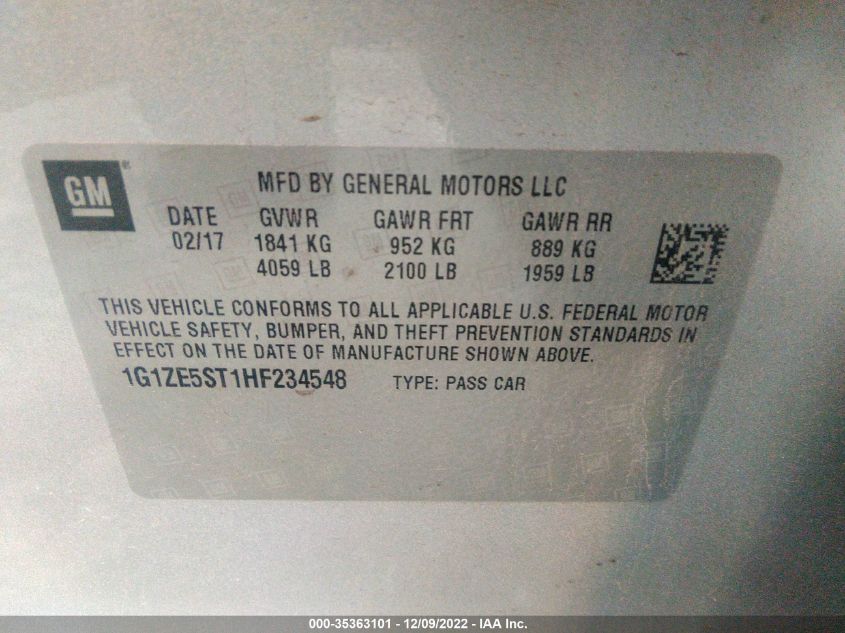 GM®
MFD BY GENERAL MOTORS LLC
DATE GVWR GAWR FRT GAWR RR
02/17 1841 KG 952 KG 889 KG
4059 LB 2100 LB 1959 LB
THIS VEHICLE CONFORMS TO ALL APPLICABLE U.S. FEDERAL MOTOR
VEHICLE SAFETY, BUMPER, AND THEFT PREVENTION STANDARDS IN
EFFECT ON THE DATE OF MANUFACTURE SHOWN ABOVE.
1G1ZE5ST1HF234548 TYPE: PASS CAR
000-35363101 - 12/09/2022 - IAA Inc.